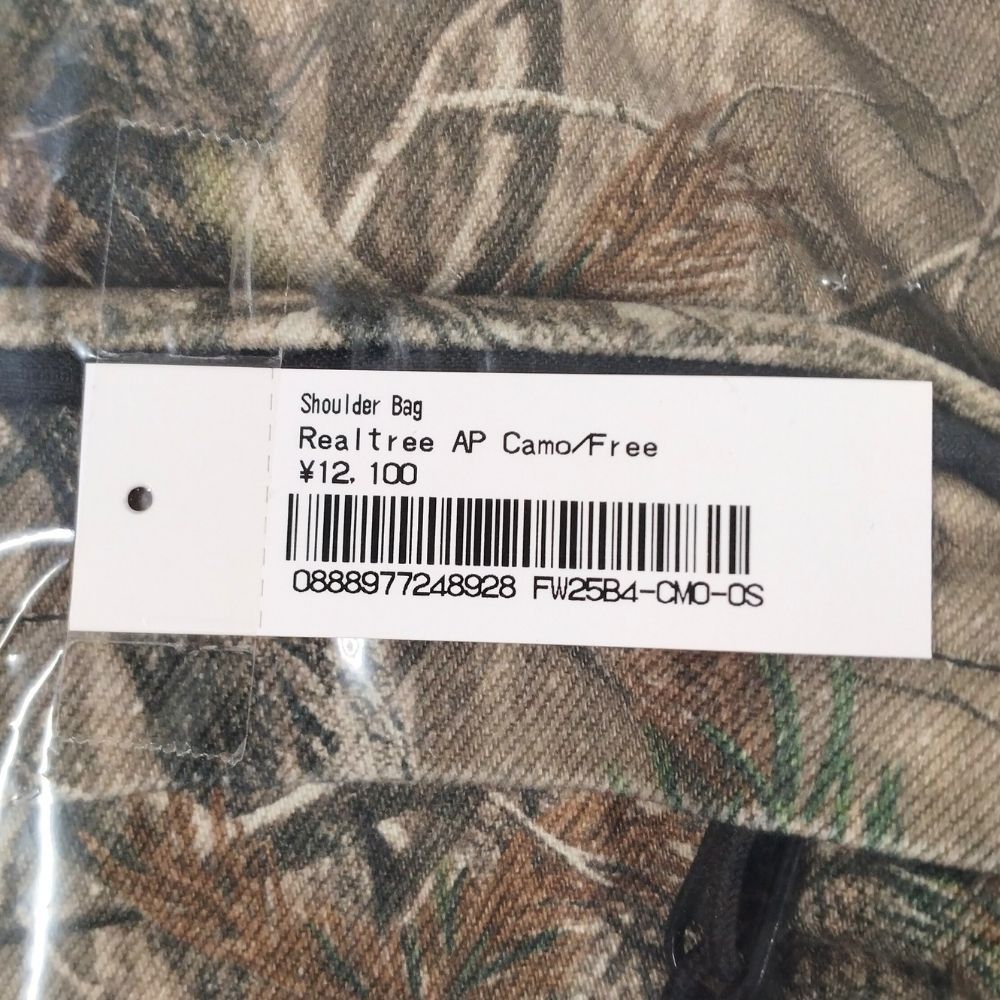 Shoulder Bag
Realtree AP Camo/Free
¥12,100
0888977248928 FW25B4-CMO-OS